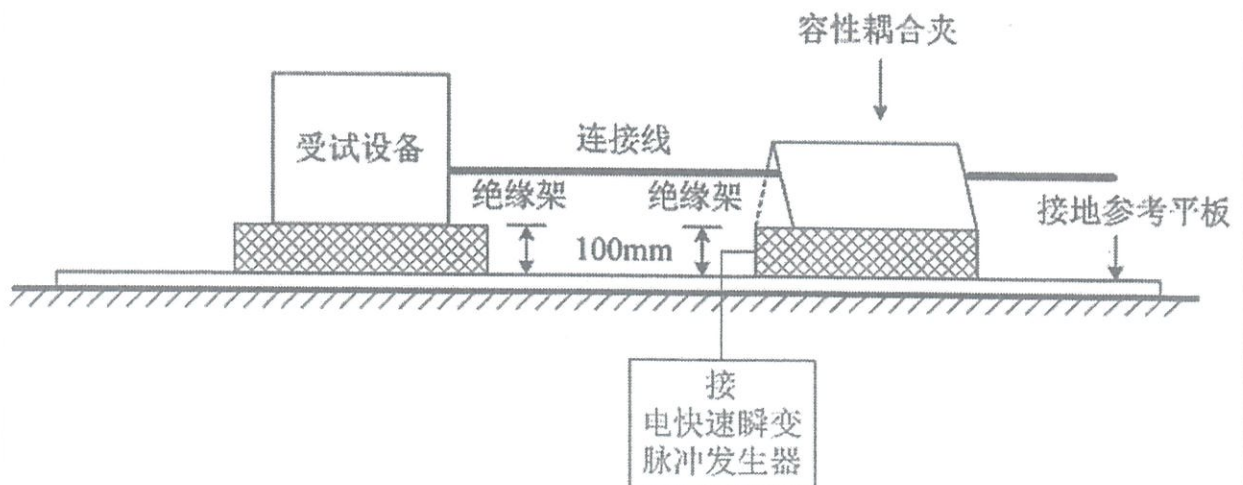 容性耦合夹
受试设备
连接线
绝缘架
绝缘架
接地参考平板
100mm
接
电快速瞬变
脉冲发生器